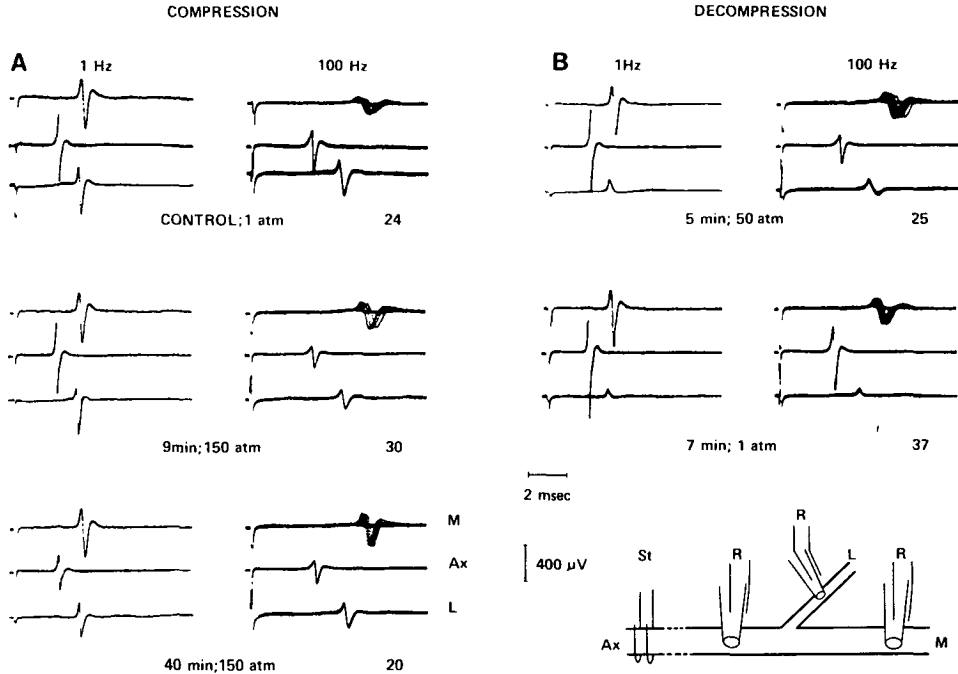 COMPRESSION
DECOMPRESSION
A
1 Hz
100 Hz
B
1Hz
100 Hz
CONTROL; 1 atm
24
5 min; 50 atm
25
9min; 150 atm
30
7 min; 1 atm
37
2 msec
M
Ax
L
400 µV
St
R
R
L
R
Ax
M
40 min; 150 atm
20